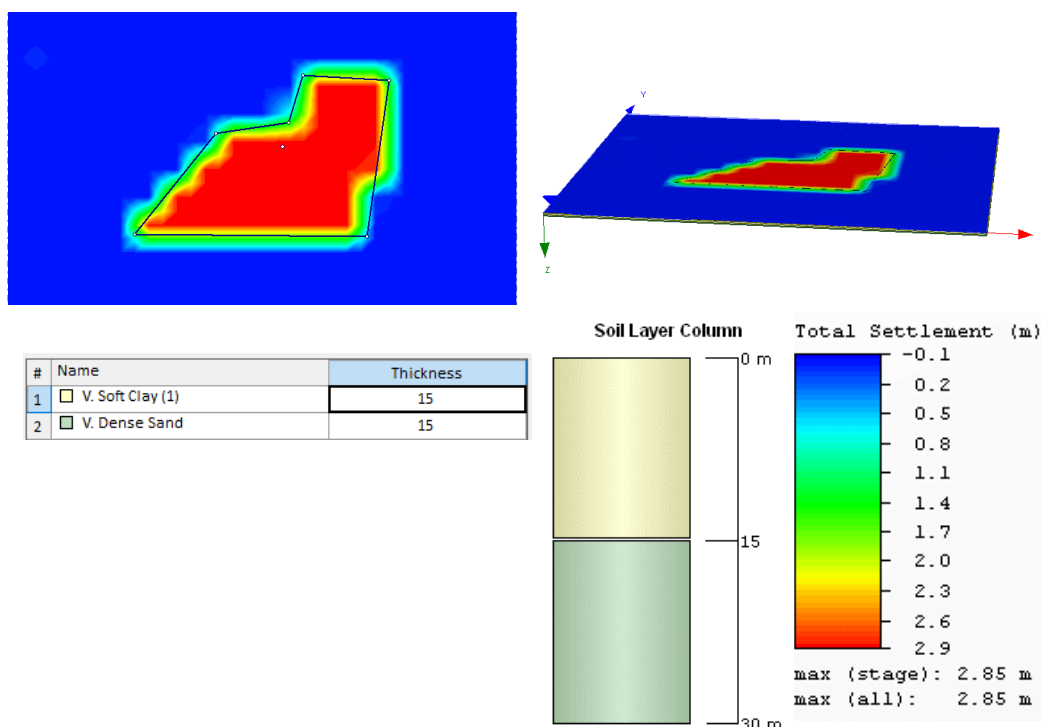 Y
Z
Soil Layer Column
0 m
15
30 m
Total Settlement (m)
-0.1
0.2
0.5
0.8
1.1
1.4
1.7
2.0
2.3
2.6
2.9
max (stage): 2.85 m
max (all): 2.85 m
# Name Thickness
1 V. Soft Clay (1) 15
2 V. Dense Sand 15